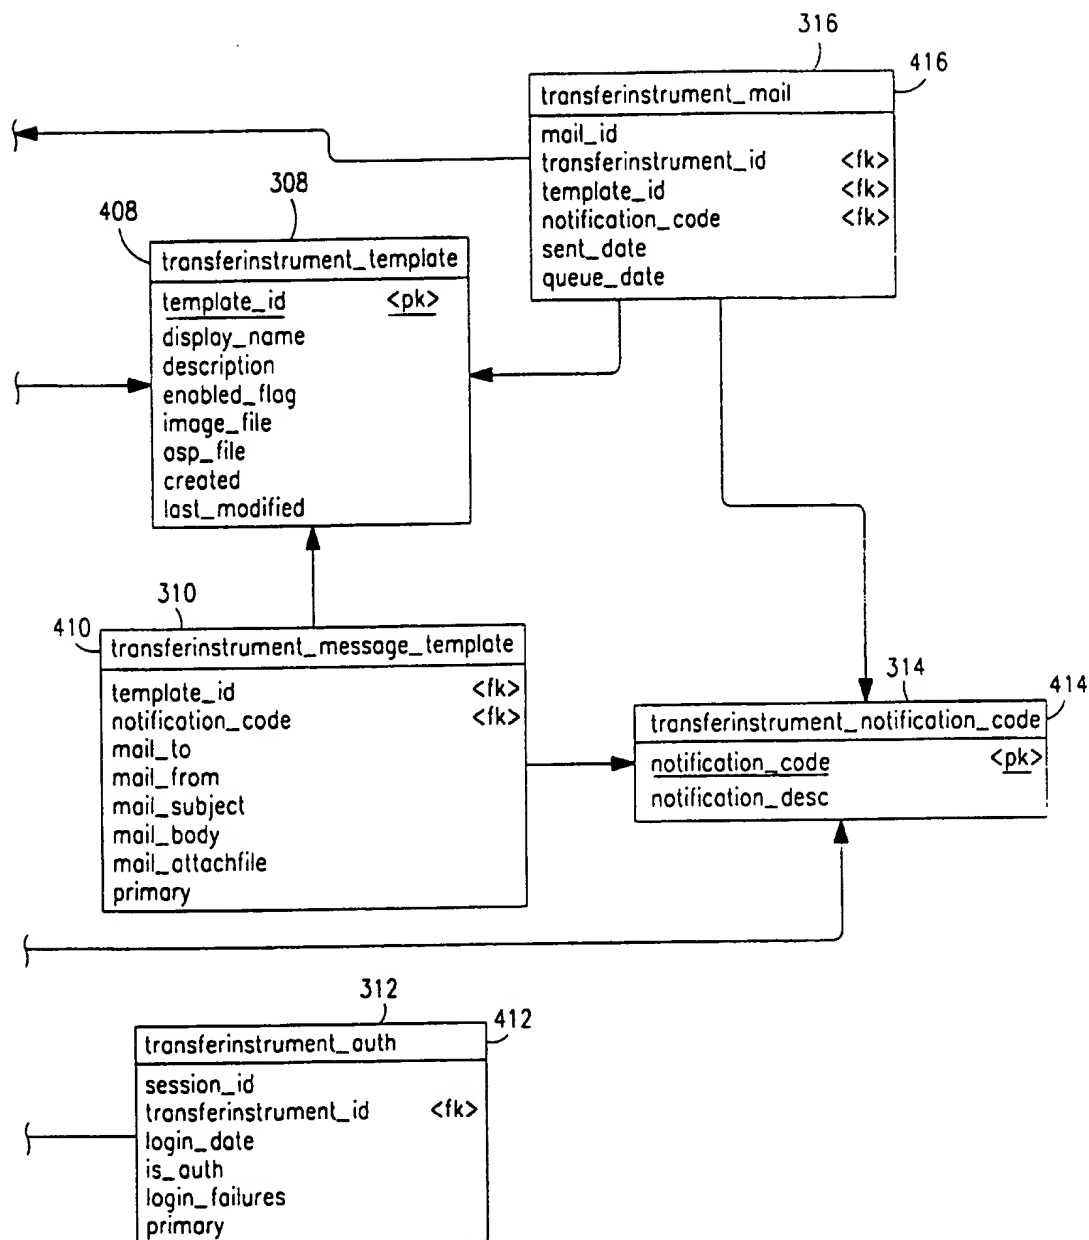 316
416
transferinstrument_mail
mail_id
transferinstrument_id <fk>
template_id <fk>
notification_code <fk>
sent_date
queue_date
308
408
transferinstrument_template
template_id <pk>
display_name
description
enabled_flag
image_file
asp_file
created
last_modified
310
410
transferinstrument_message_template
template_id <fk>
notification_code <fk>
mail_to
mail_from
mail_subject
mail_body
mail_attachfile
primary
314
414
transferinstrument_notification_code
notification_code <pk>
notification_desc
312
412
transferinstrument_auth
session_id
transferinstrument_id <fk>
login_date
is_auth
login_failures
primary